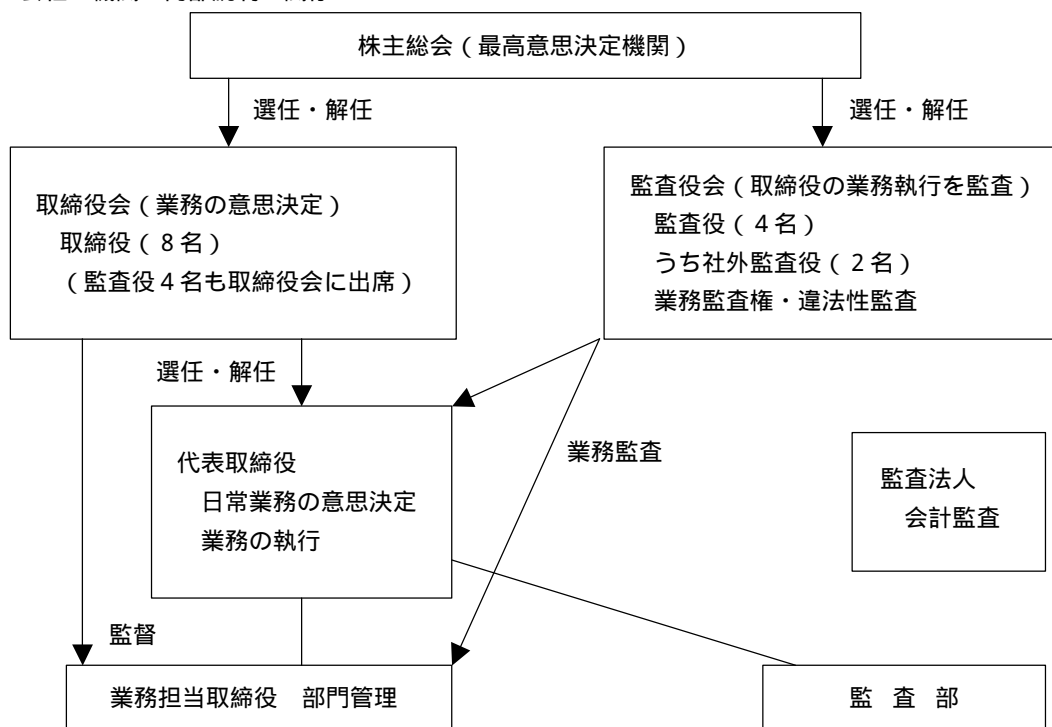 株主総会（最高意思決定機関）
選任・解任
選任・解任
取締役会（業務の意思決定）
取締役（８名）
（監査役４名も取締役会に出席）
監査役会（取締役の業務執行を監査）
監査役（４名）
うち社外監査役（２名）
業務監査権・違法性監査
選任・解任
代表取締役
日常業務の意思決定
業務の執行
業務監査
監査法人
会計監査
監督
業務担当取締役　部門管理
監　査　部